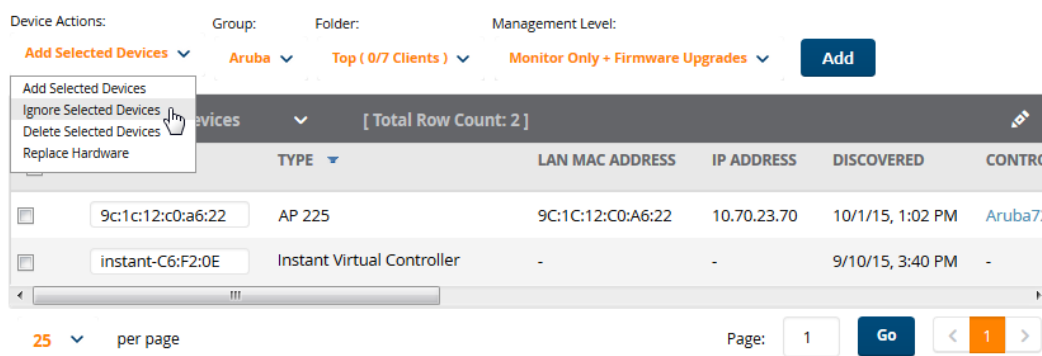 Device Actions: Group: Folder: Management Level:
Add Selected Devices Aruba Top ( 0/7 Clients ) Monitor Only + Firmware Upgrades Add
Add Selected Devices
Ignore Selected Devices
Delete Selected Devices
Replace Hardware
evices [ Total Row Count: 2 ]
TYPE LAN MAC ADDRESS IP ADDRESS DISCOVERED CONTRO
9c:1c:12:c0:a6:22 AP 225 9C:1C:12:C0:A6:22 10.70.23.70 10/1/15, 1:02 PM Aruba72
instant-C6:F2:0E Instant Virtual Controller - - 9/10/15, 3:40 PM -
25 per page Page: 1 Go < 1 >